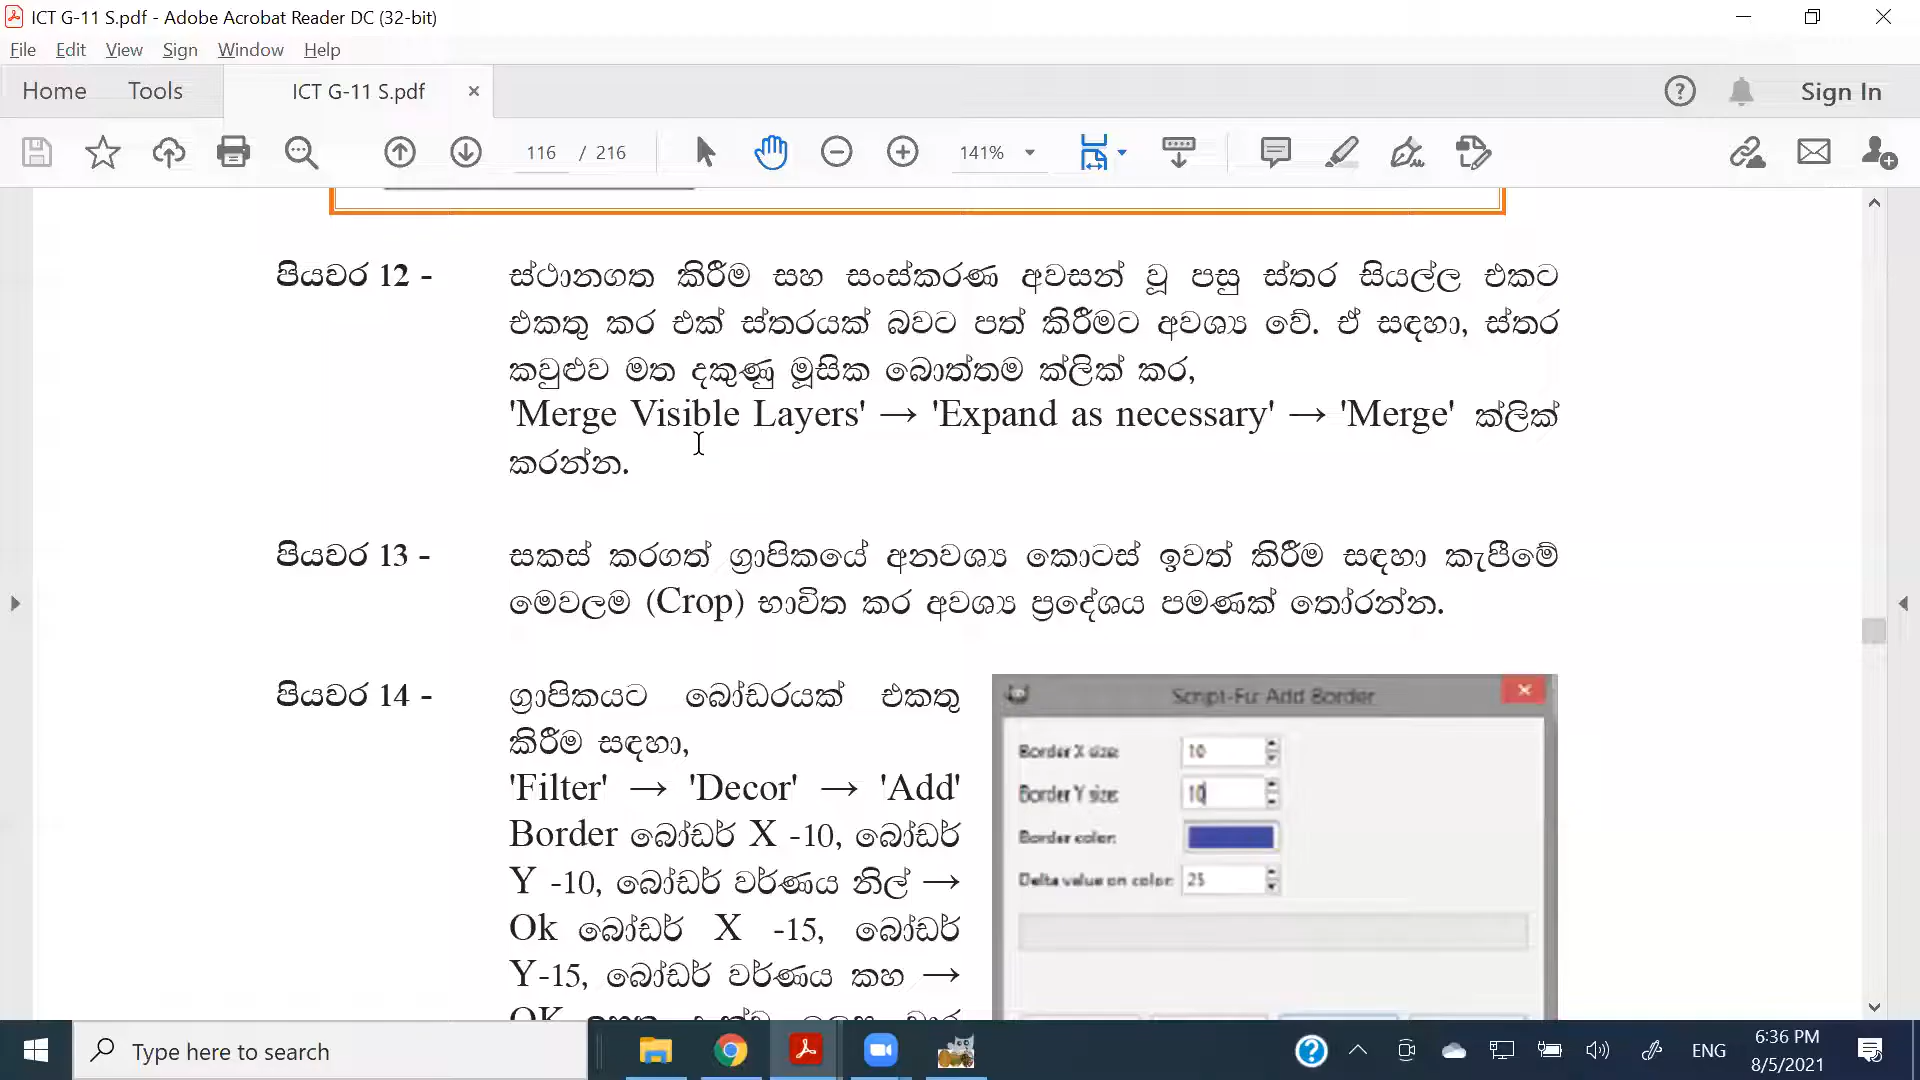 ICT G-11 S.pdf - Adobe Acrobat Reader DC (32-bit)
File Edit View Sign Window Help
Home Tools ICT G-11 S.pdf × Sign In
116 / 216 141%
පියවර 12 - ස්ථානගත කිරීම සහ සංස්කරණ අවසන් වූ පසු ස්තර සියල්ල එකට
එකතු කර එක් ස්තරයක් බවට පත් කිරීමට අවශ්‍ය වේ. ඒ සඳහා, ස්තර
කවුළුව මත දකුණු මූසික බොත්තම ක්ලික් කර,
'Merge Visible Layers' → 'Expand as necessary' → 'Merge' ක්ලික්
කරන්න.
පියවර 13 - සකස් කරගත් ග්‍රාපිකයේ අනවශ්‍ය කොටස් ඉවත් කිරීම සඳහා කැපීමේ
මෙවලම (Crop) භාවිත කර අවශ්‍ය ප්‍රදේශය පමණක් තෝරන්න.
පියවර 14 - ග්‍රාපිකයට බෝඩරයක් එකතු
කිරීම සඳහා,
'Filter' → 'Decor' → 'Add'
Border බෝඩර් X -10, බෝඩර්
Y -10, බෝඩර් වර්ණය නිල් →
Ok බෝඩර් X -15, බෝඩර්
Y-15, බෝඩර් වර්ණය කහ →
OK
Script-Fu: Add Border
Border X size: 10
Border Y size: 10
Border color:
Delta value on color: 25
Type here to search
ENG
6:36 PM
8/5/2021